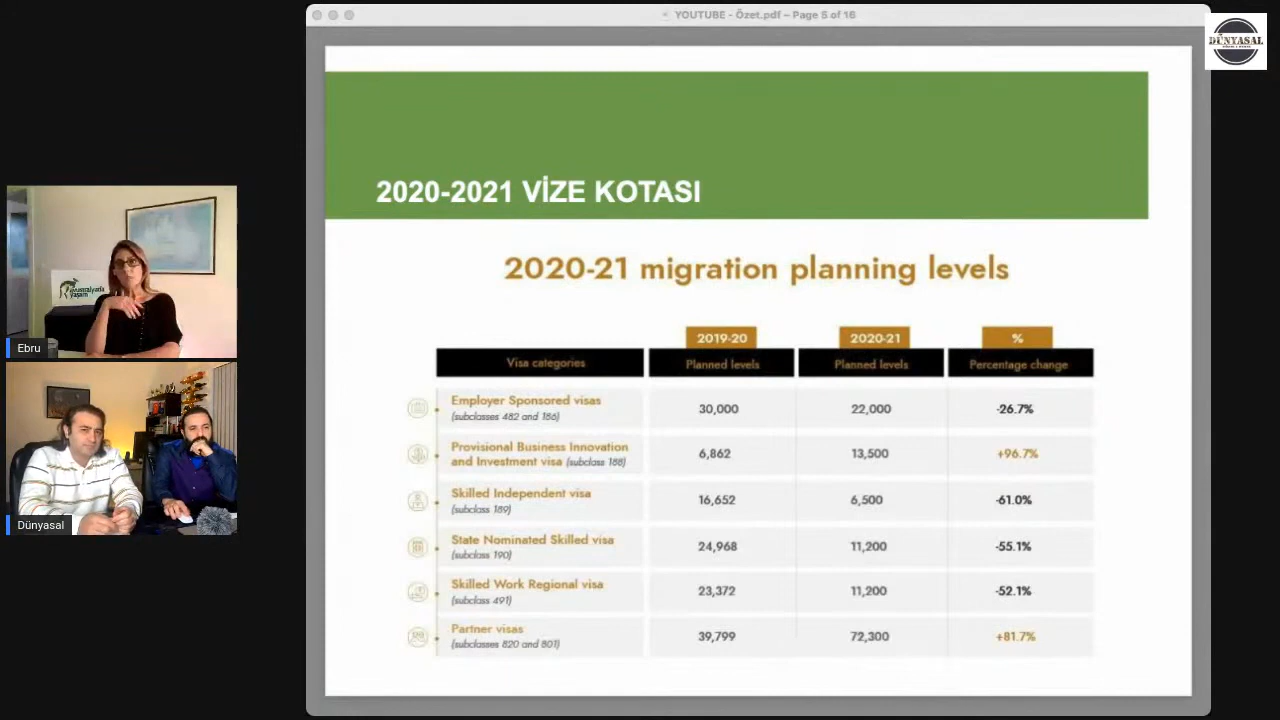 YOUTUBE - Özet.pdf – Page 5 of 16
DÜNYASAL
2020-2021 VİZE KOTASI
2020-21 migration planning levels
2019-20
2020-21
%
Visa categories
Planned levels
Planned levels
Percentage change
Employer Sponsored visas
(subclasses 482 and 186)
30,000
22,000
-26.7%
Provisional Business Innovation
and Investment visa (subclass 188)
6,862
13,500
+96.7%
Skilled Independent visa
(subclass 189)
16,652
6,500
-61.0%
State Nominated Skilled visa
(subclass 190)
24,968
11,200
-55.1%
Skilled Work Regional visa
(subclass 491)
23,372
11,200
-52.1%
Partner visas
(subclasses 820 and 801)
39,799
72,300
+81.7%
avustralyada
yaşam
Ebru
Dünyasal